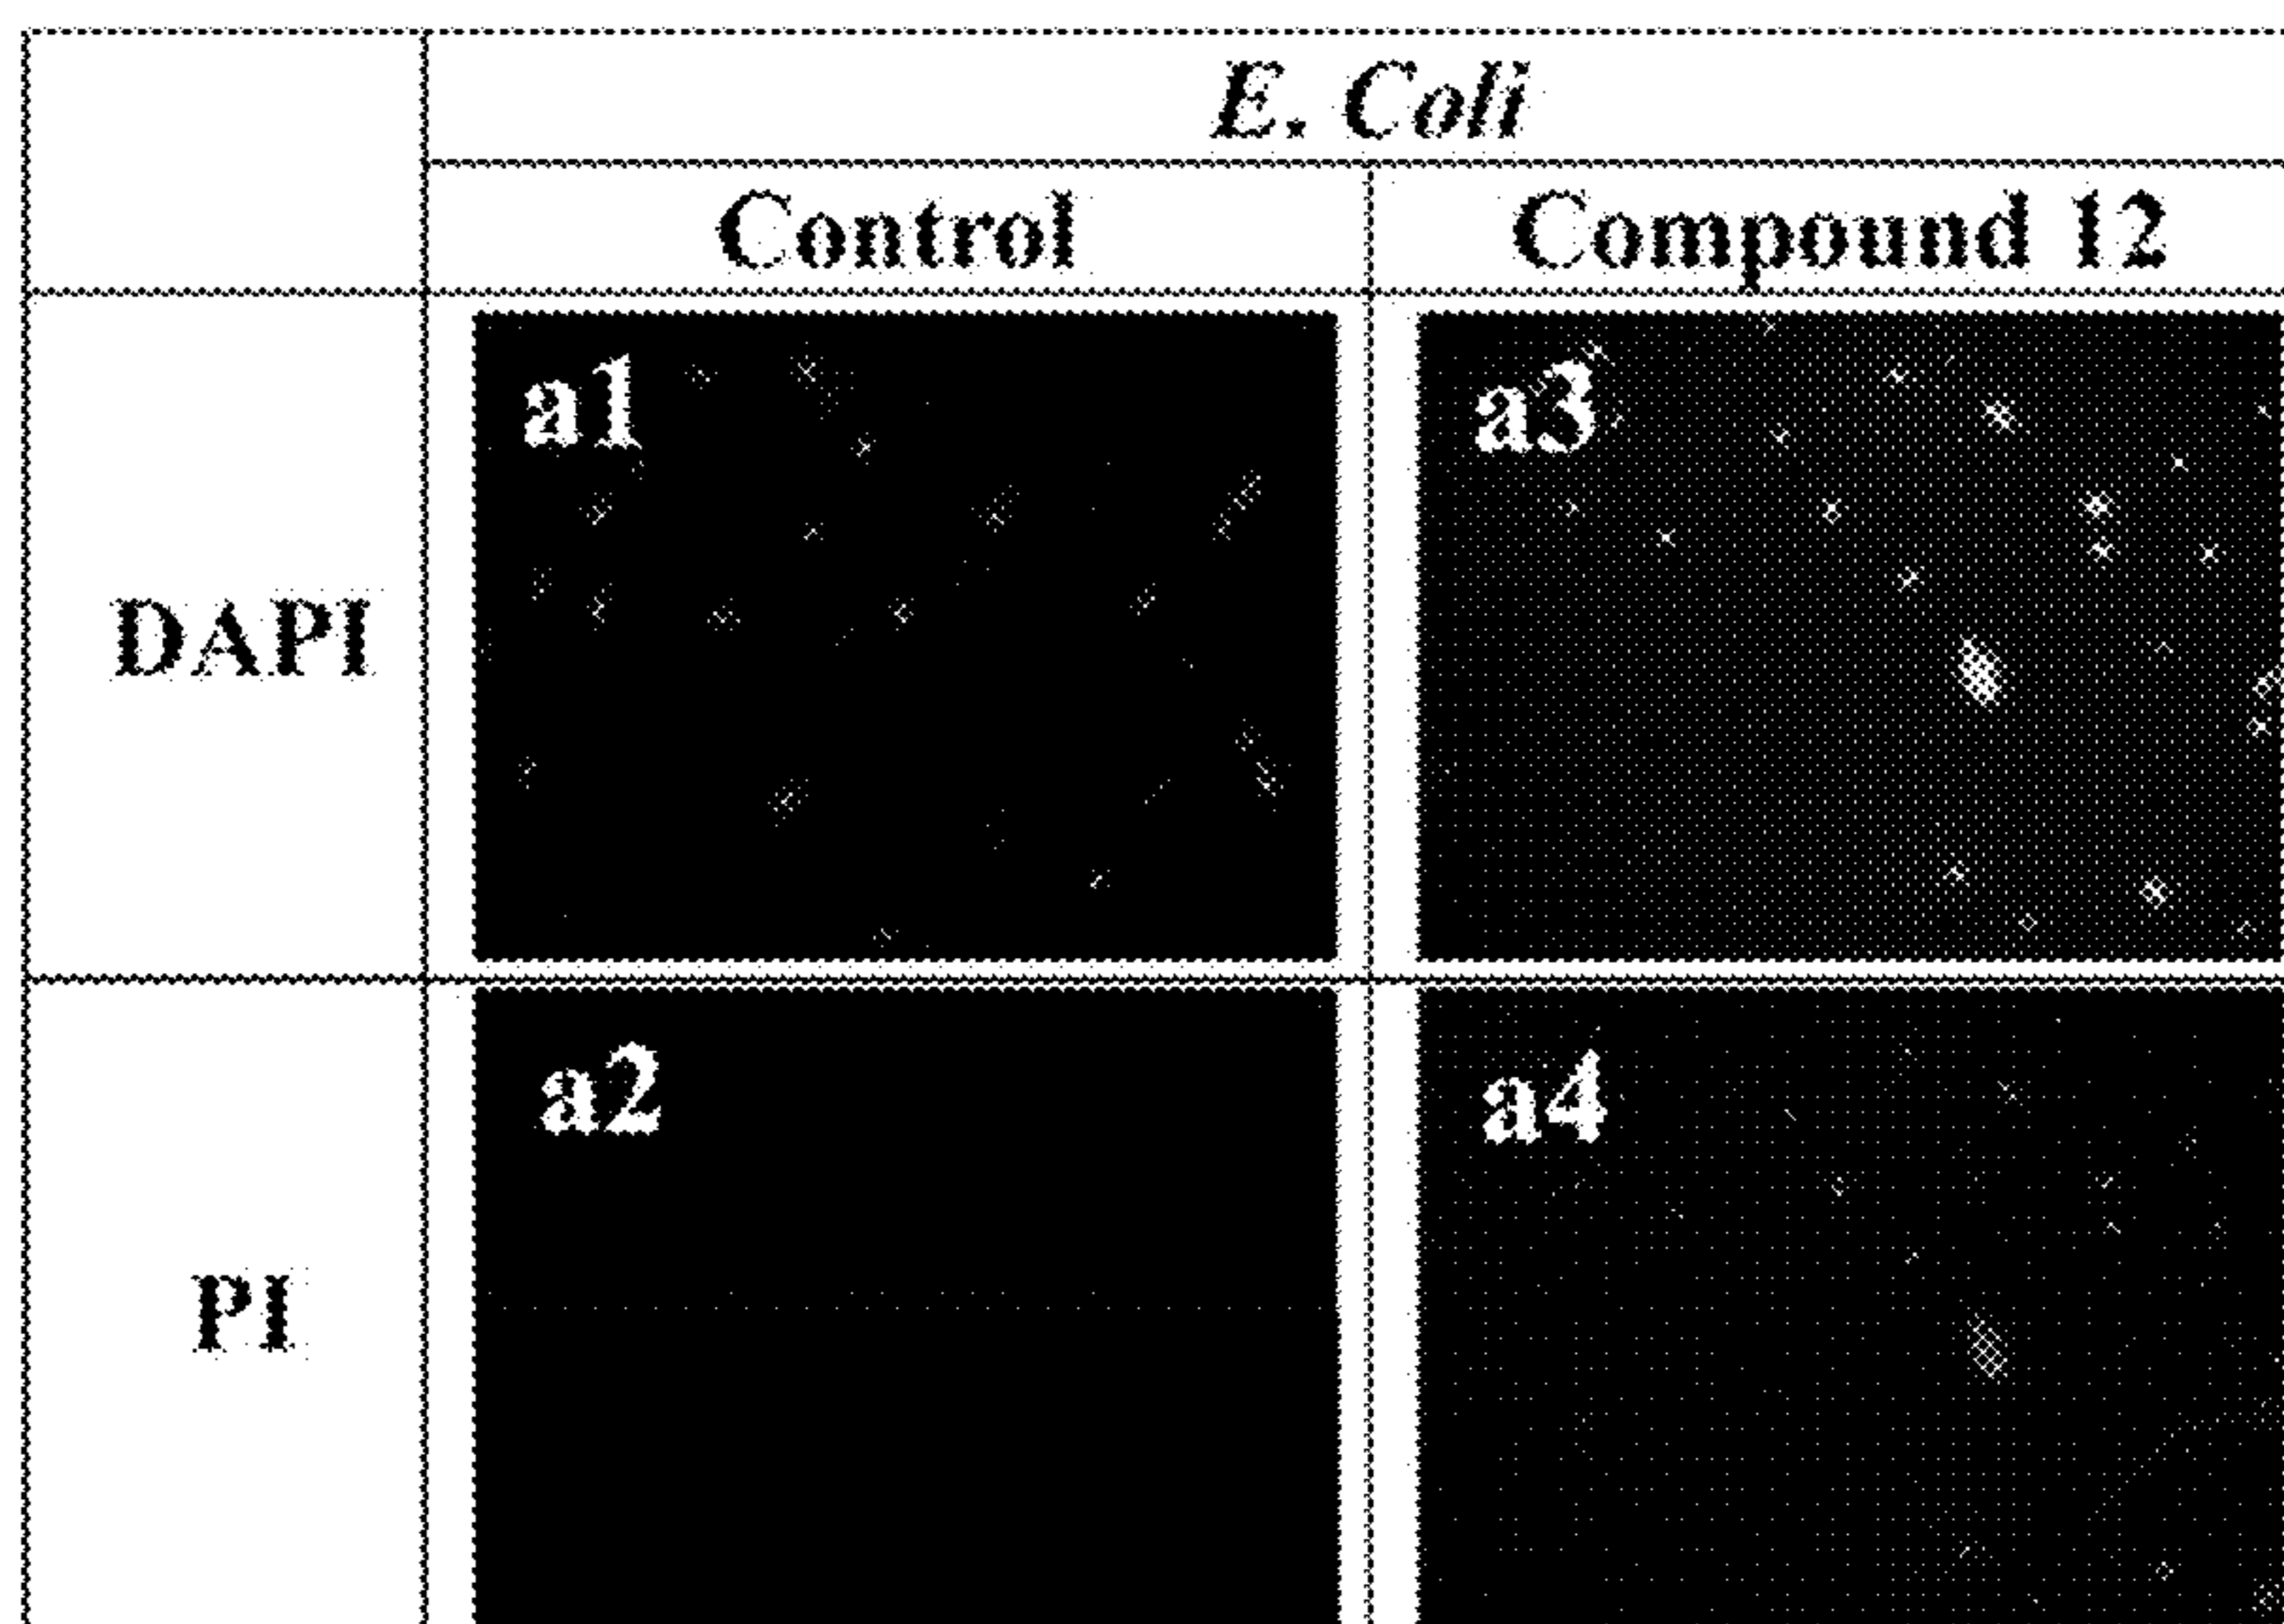 E. Coli
Control
Compound 12
DAPI
a1
a3
PI
a2
a4